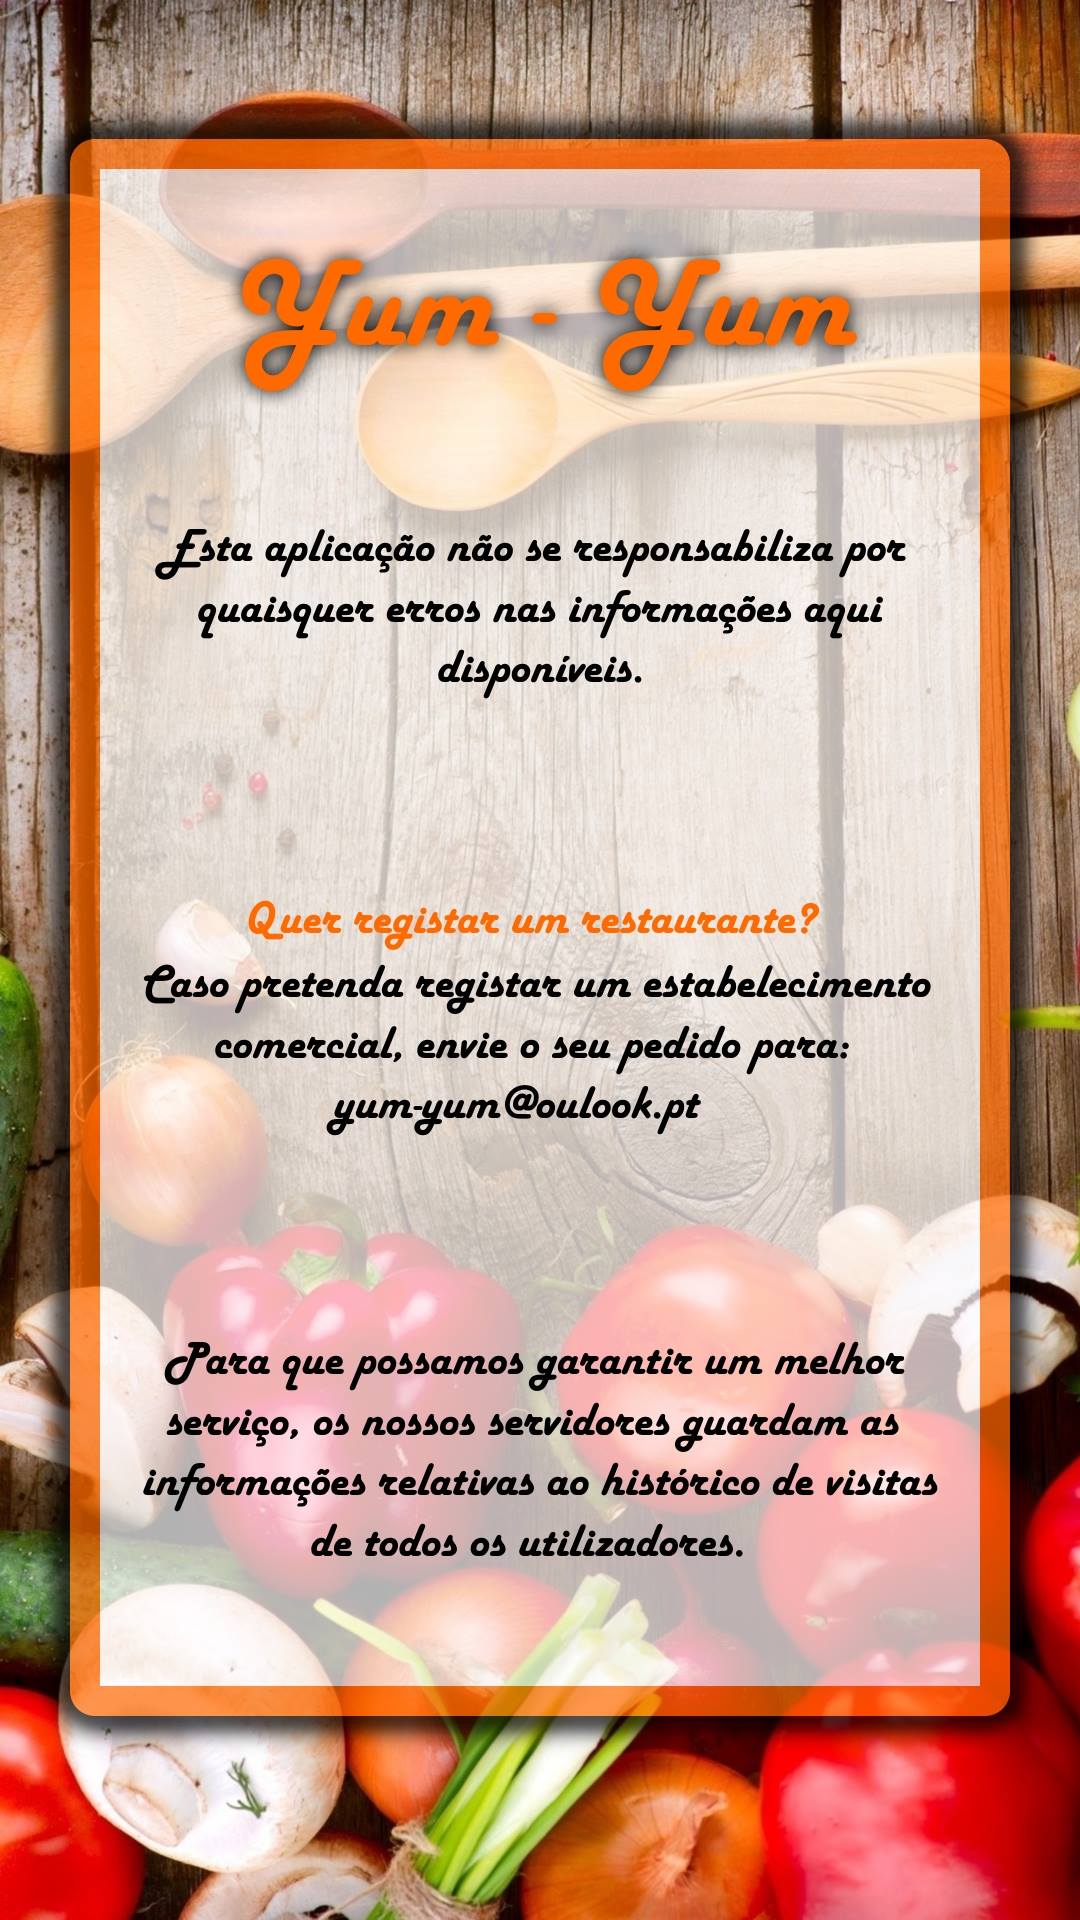 Yum - Yum
Esta aplicação não se responsabiliza por
quaisquer erros nas informações aqui
disponíveis.
Quer registar um restaurante?
Caso pretenda registar um estabelecimento
comercial, envie o seu pedido para:
yum-yum@oulook.pt
Para que possamos garantir um melhor
serviço, os nossos servidores guardam as
informações relativas ao histórico de visitas
de todos os utilizadores.